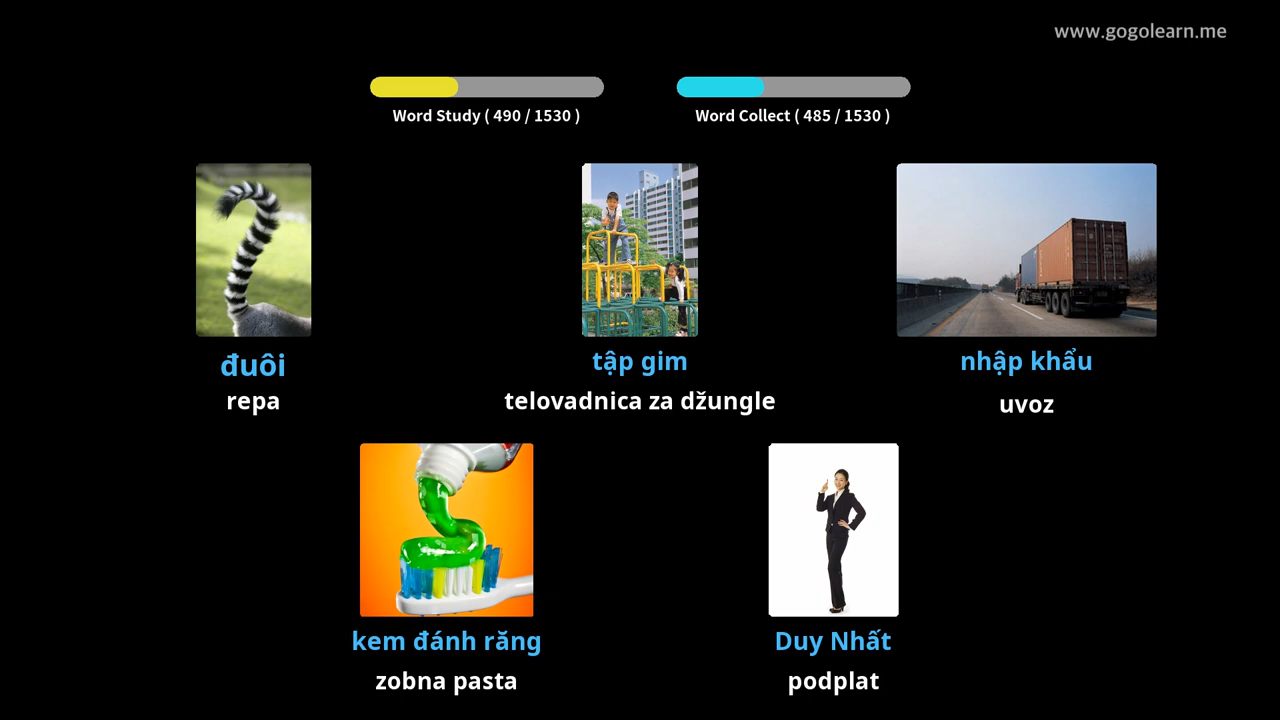 www.gogolearn.me
Word Study ( 490 / 1530 )
Word Collect ( 485 / 1530 )
đuôi
repa
tập gim
telovadnica za džungle
nhập khẩu
uvoz
kem đánh răng
zobna pasta
Duy Nhất
podplat